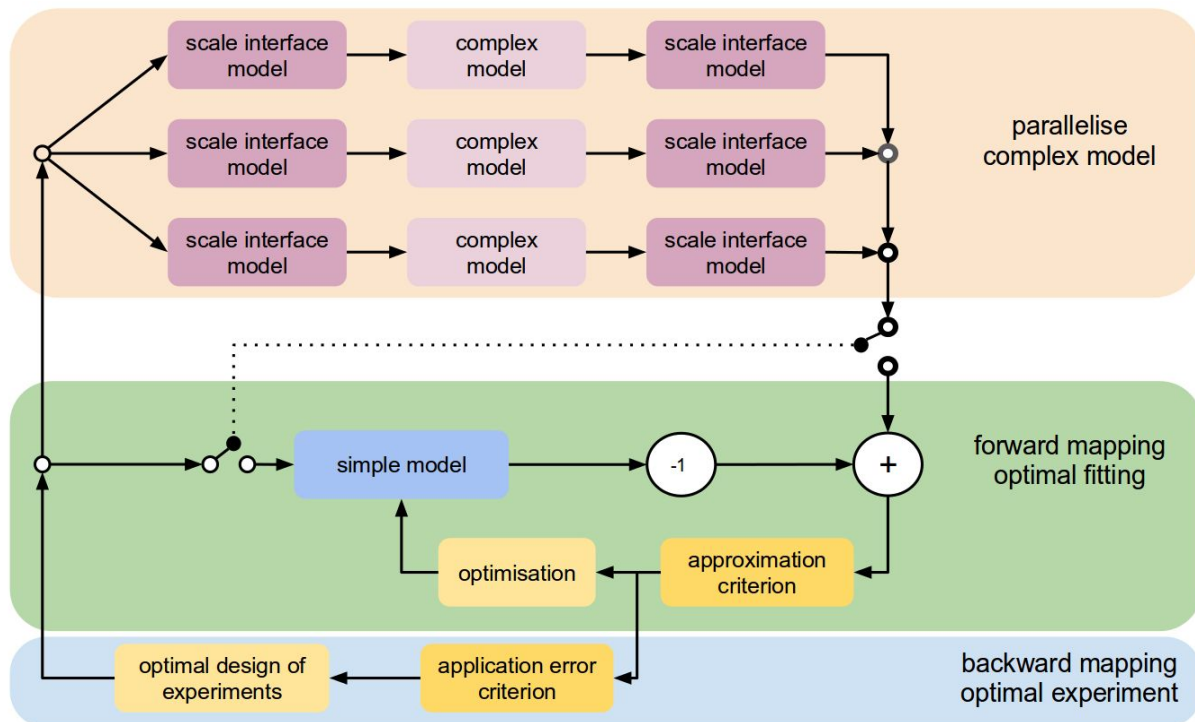 scale interface
model
complex
model
scale interface
model
scale interface
model
complex
model
scale interface
model
parallelise
complex model
scale interface
model
complex
model
scale interface
model
simple model
-1
+
forward mapping
optimal fitting
optimisation
approximation
criterion
optimal design of
experiments
application error
criterion
backward mapping
optimal experiment